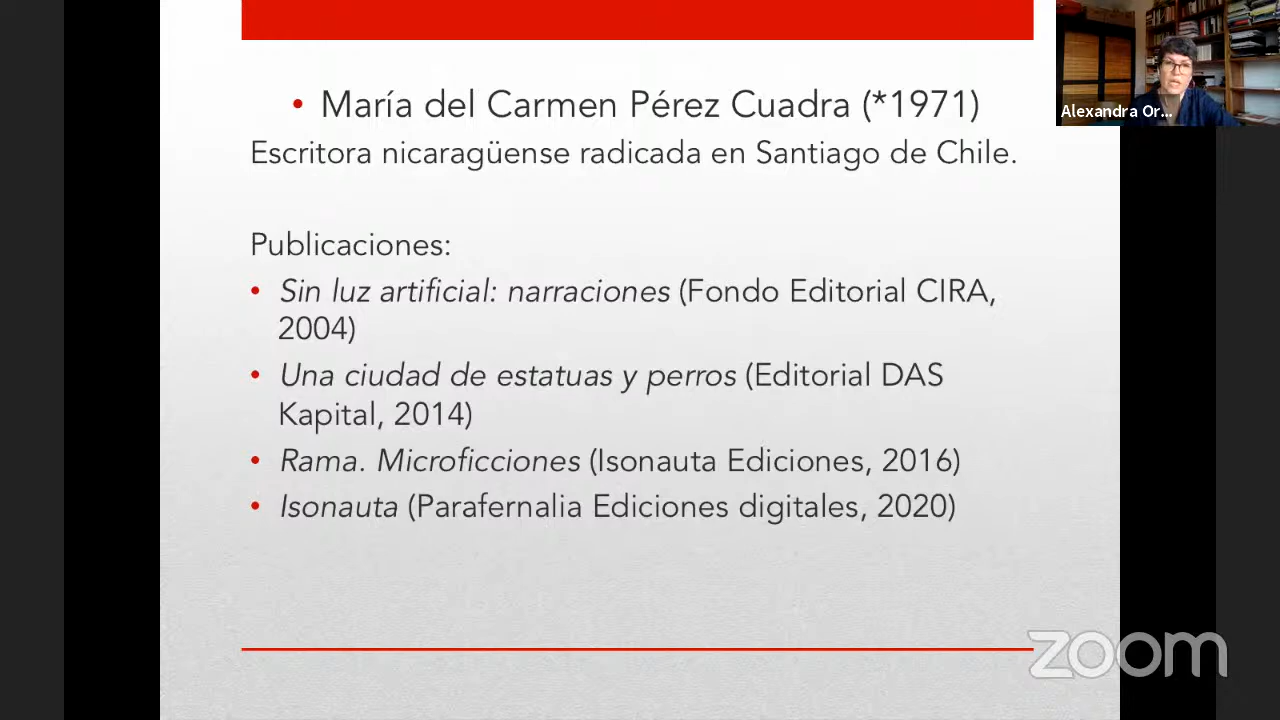 • María del Carmen Pérez Cuadra (*1971)
Escritora nicaragüense radicada en Santiago de Chile.
Publicaciones:
• Sin luz artificial: narraciones (Fondo Editorial CIRA,
2004)
• Una ciudad de estatuas y perros (Editorial DAS
Kapital, 2014)
• Rama. Microficciones (Isonauta Ediciones, 2016)
• Isonauta (Parafernalia Ediciones digitales, 2020)
Alexandra Or...
zoom